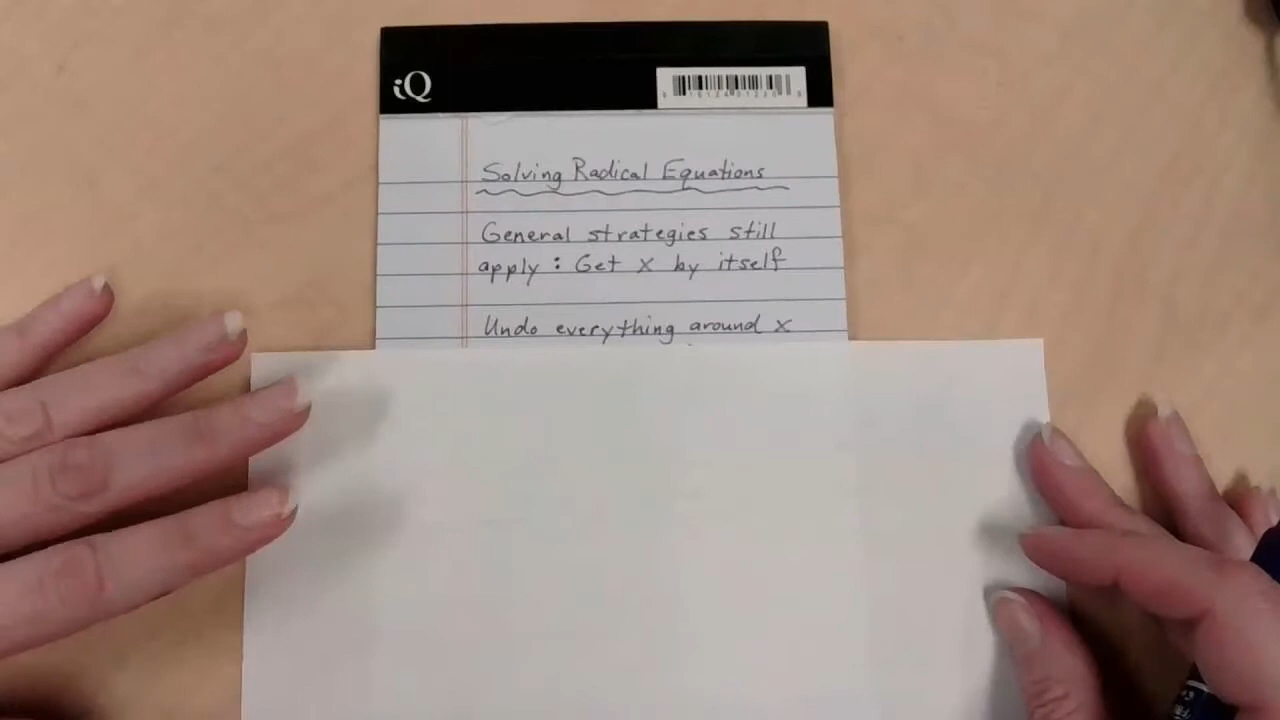 iQ
Solving Radical Equations
General strategies still
apply : Get x by itself
Undo everything around x